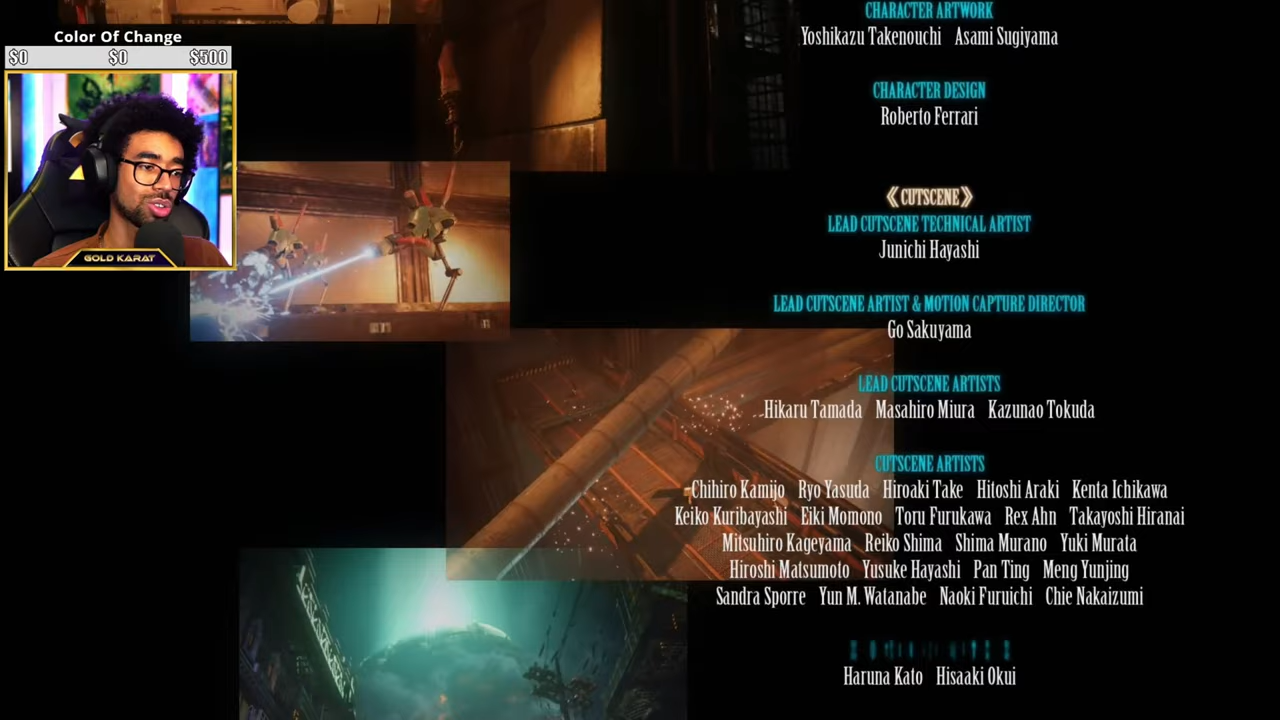 Color Of Change
$0 $0 $500
GOLD KARAT
CHARACTER ARTWORK
Yoshikazu Takenouchi Asami Sugiyama
CHARACTER DESIGN
Roberto Ferrari
《CUTSCENE》
LEAD CUTSCENE TECHNICAL ARTIST
Junichi Hayashi
LEAD CUTSCENE ARTIST & MOTION CAPTURE DIRECTOR
Go Sakuyama
LEAD CUTSCENE ARTISTS
Hikaru Tamada Masahiro Miura Kazunao Tokuda
CUTSCENE ARTISTS
Chihiro Kamijo Ryo Yasuda Hiroaki Take Hitoshi Araki Kenta Ichikawa
Keiko Kuribayashi Eiki Momono Toru Furukawa Rex Ahn Takayoshi Hiranai
Mitsuhiro Kageyama Reiko Shima Shima Murano Yuki Murata
Hiroshi Matsumoto Yusuke Hayashi Pan Ting Meng Yunjing
Sandra Sporre Yun M. Watanabe Naoki Furuichi Chie Nakaizumi
Haruna Kato Hisaaki Okui